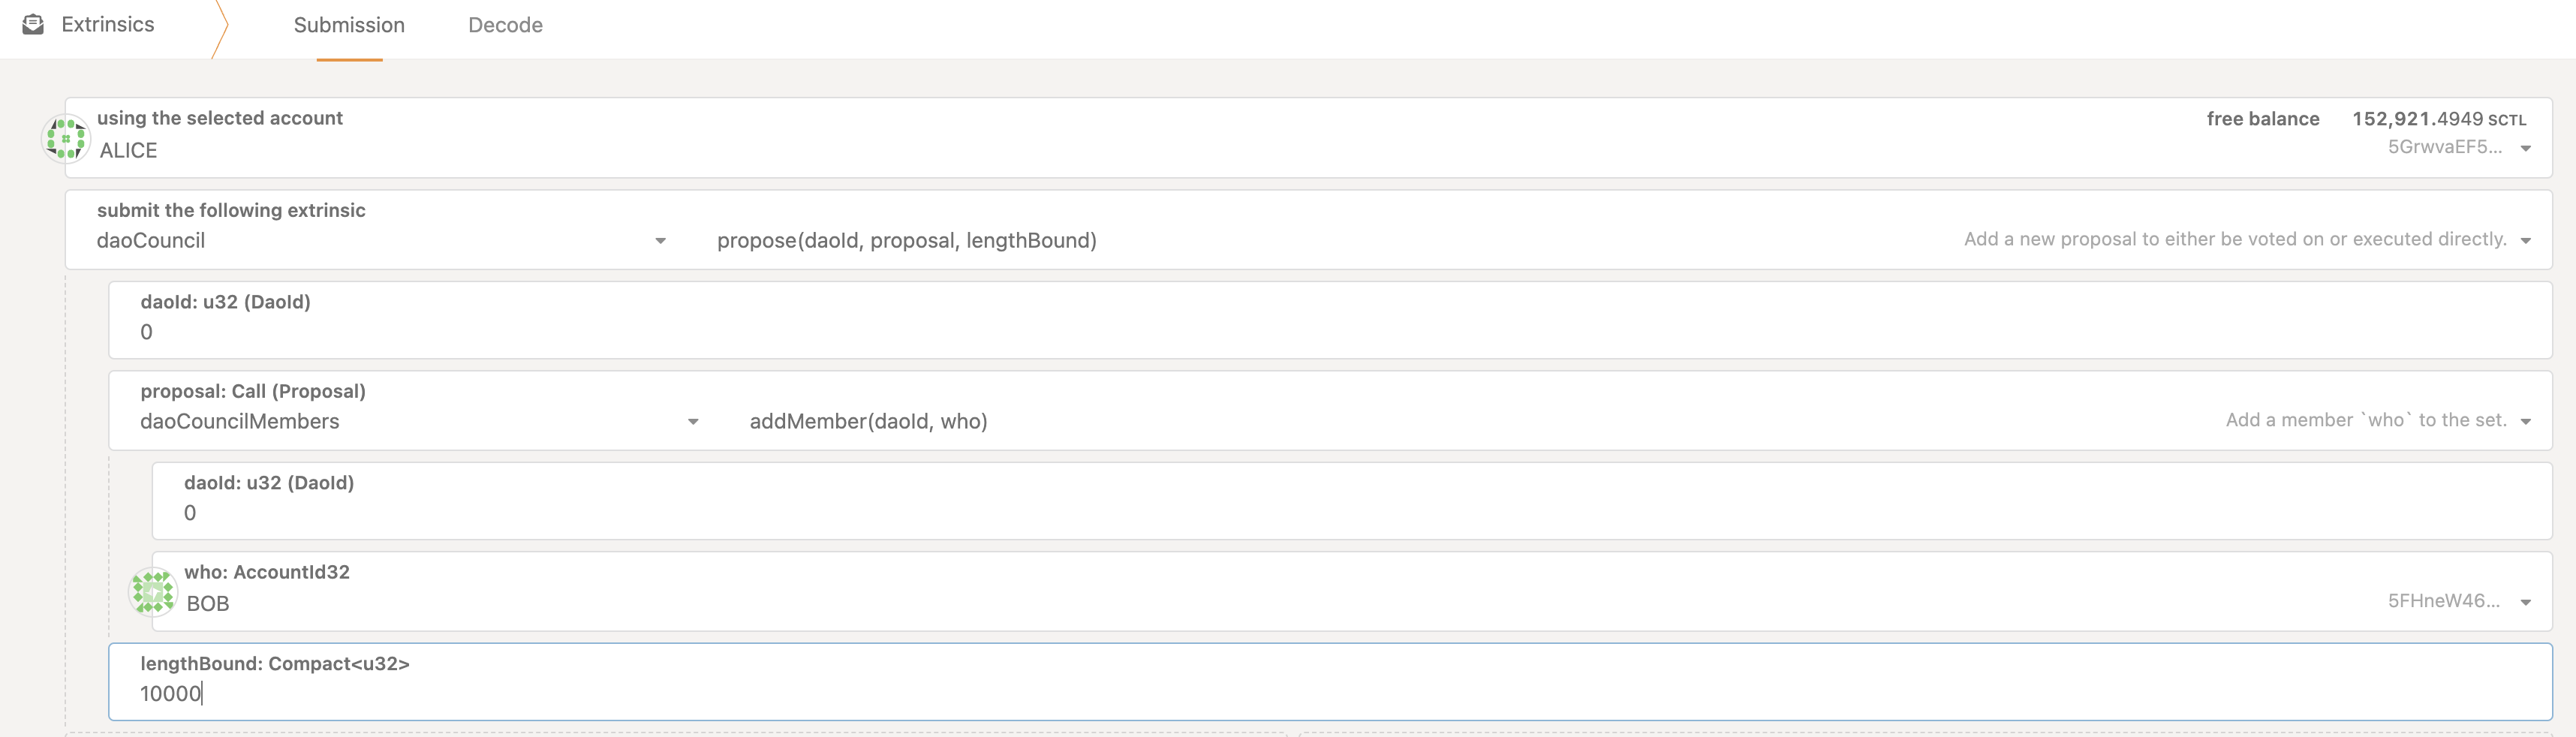 Extrinsics
Submission
Decode
using the selected account
ALICE
free balance 152,921.4949 SCTL
5GrwvaEF5...
submit the following extrinsic
daoCouncil
propose(daoId, proposal, lengthBound)
Add a new proposal to either be voted on or executed directly.
daoId: u32 (DaoId)
0
proposal: Call (Proposal)
daoCouncilMembers
addMember(daoId, who)
Add a member `who` to the set.
daoId: u32 (DaoId)
0
who: AccountId32
BOB
5FHneW46...
lengthBound: Compact<u32>
10000